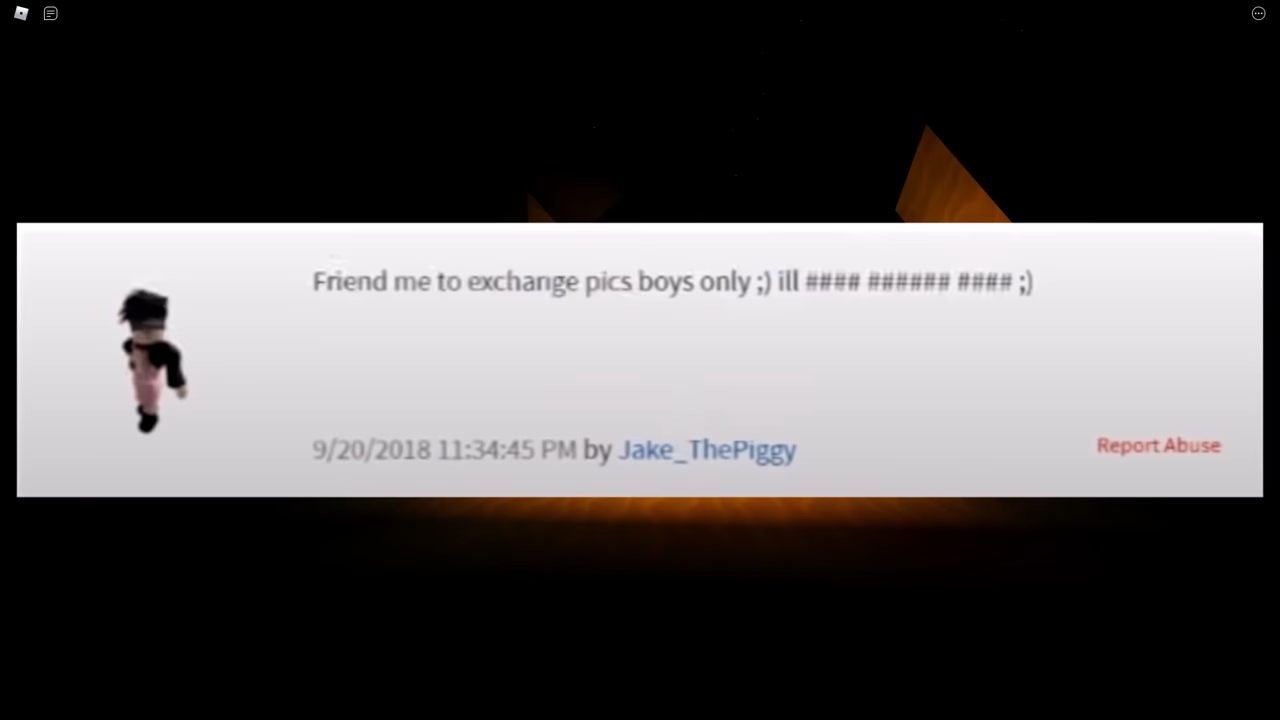 Friend me to exchange pics boys only ;) ill #### ###### #### ;)
9/20/2018 11:34:45 PM by Jake_ThePiggy
Report Abuse